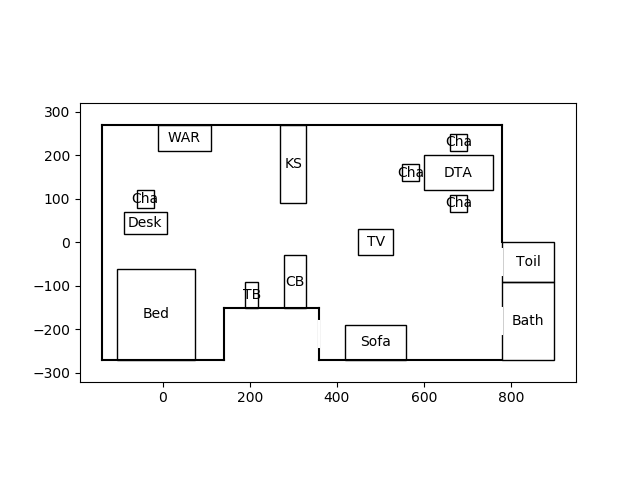 300
200
100
0
−100
−200
−300
WAR
KS
Cha
Cha
DTA
Cha
Cha
Desk
TV
Toil
Bed
TB
CB
Bath
Sofa
0 200 400 600 800